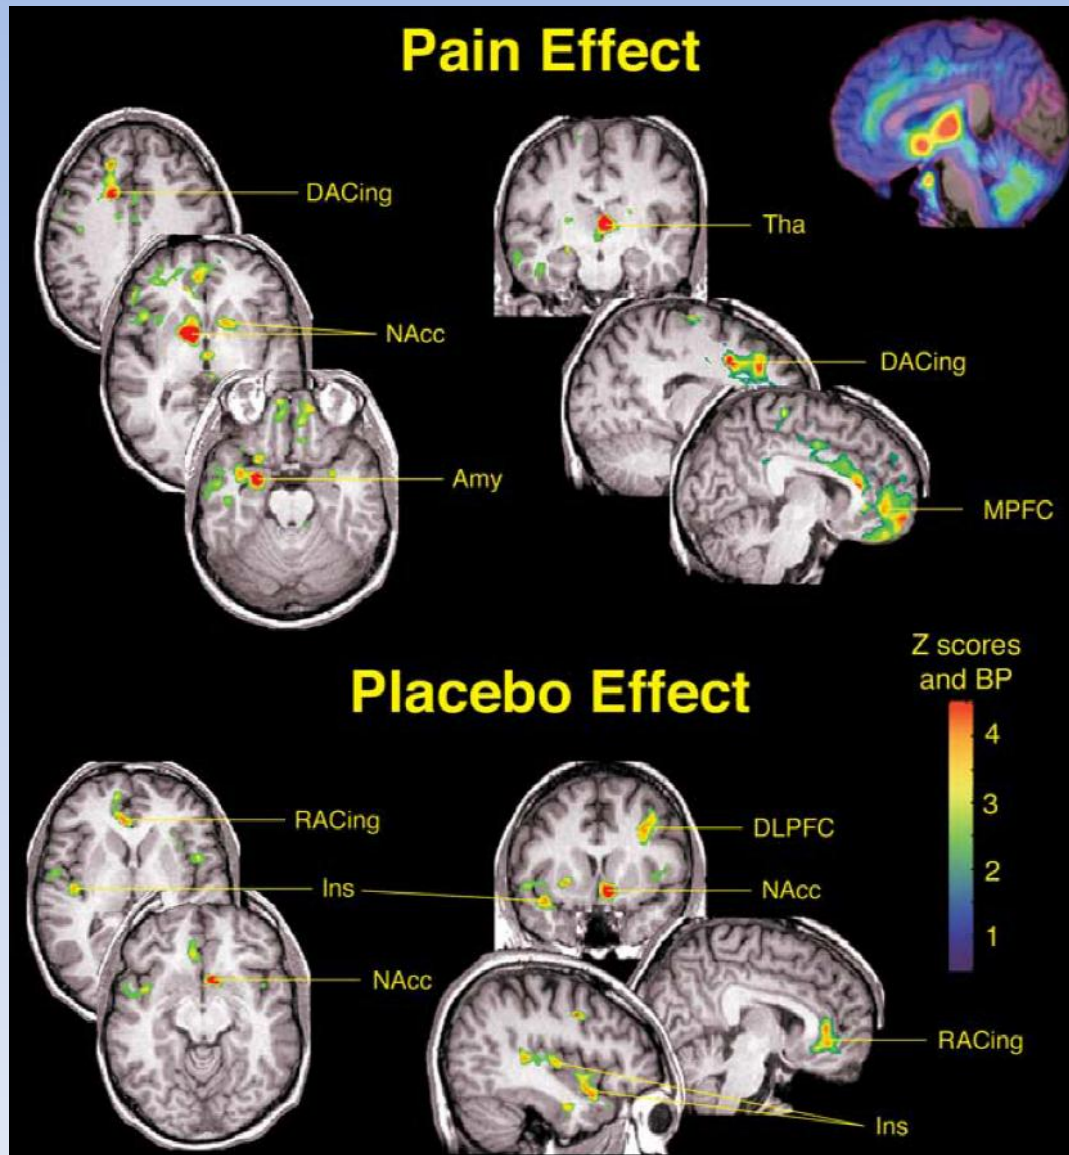 Pain Effect
DACing
Tha
NAcc
DACing
Amy
MPFC
Z scores
and BP
4
3
2
1
Placebo Effect
RACing
DLPFC
Ins
NAcc
NAcc
RACing
Ins